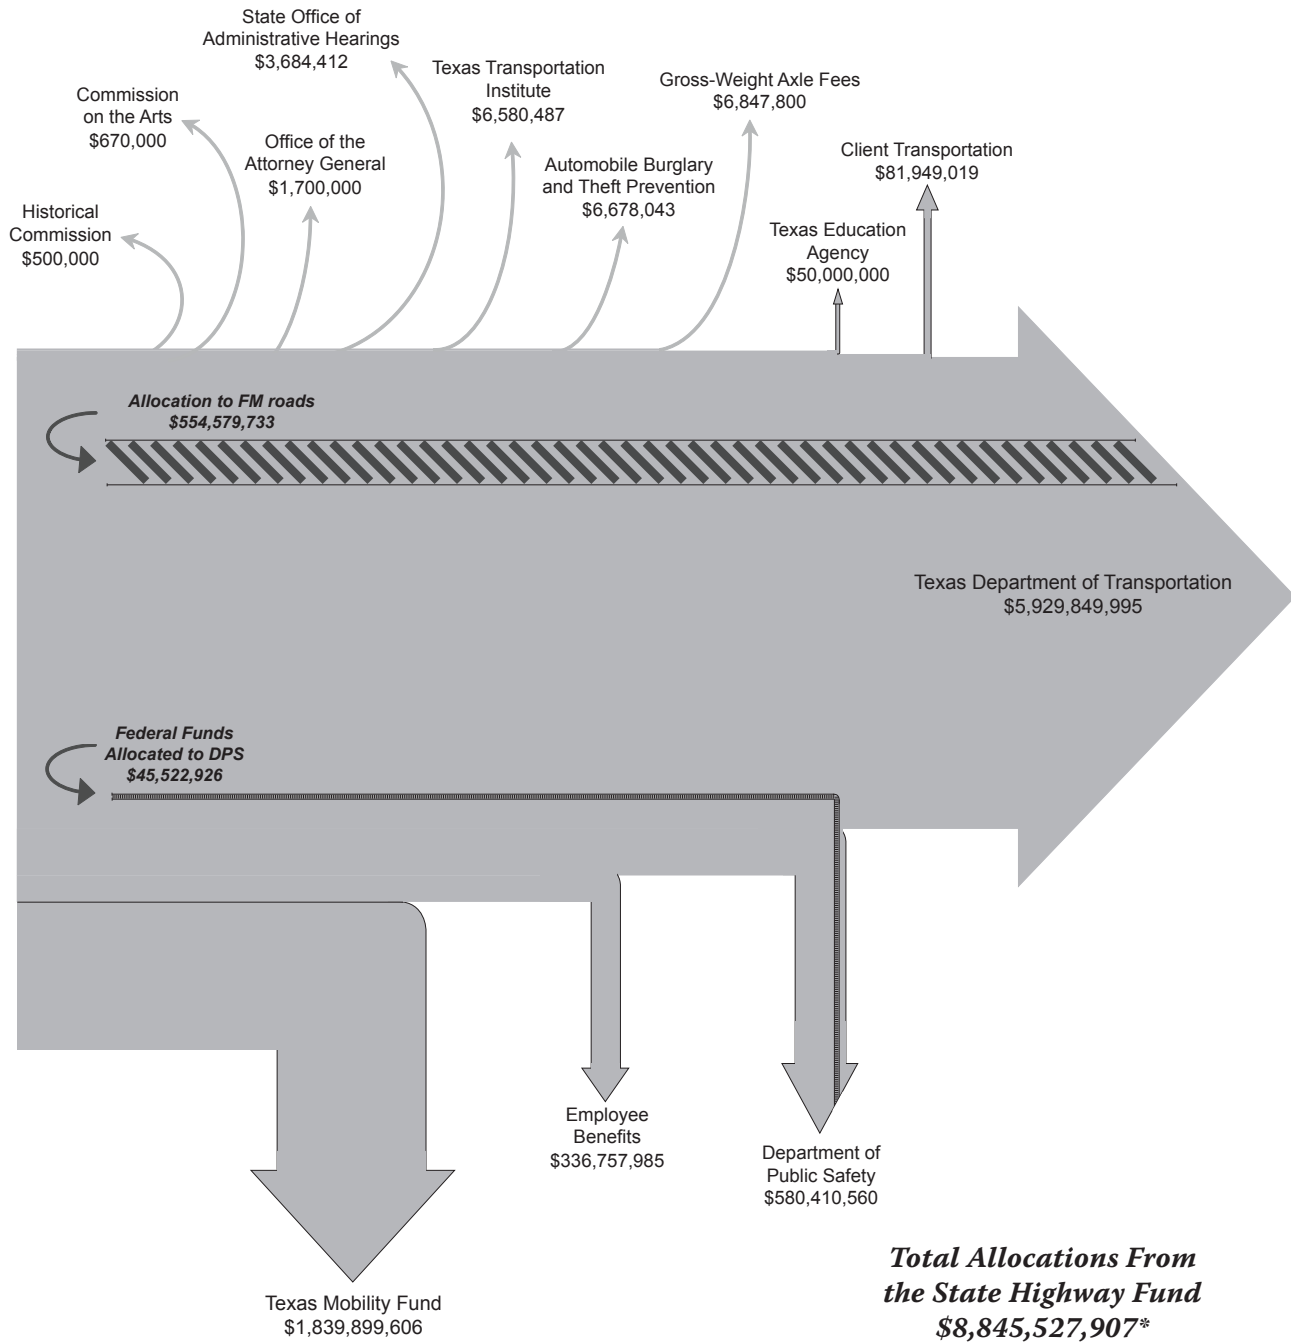 State Office of
Administrative Hearings
$3,684,412
Texas Transportation
Institute
$6,580,487
Gross-Weight Axle Fees
$6,847,800
Commission
on the Arts
$670,000
Office of the
Attorney General
$1,700,000
Automobile Burglary
and Theft Prevention
$6,678,043
Client Transportation
$81,949,019
Historical
Commission
$500,000
Texas Education
Agency
$50,000,000
Allocation to FM roads
$554,579,733
Texas Department of Transportation
$5,929,849,995
Federal Funds
Allocated to DPS
$45,522,926
Employee
Benefits
$336,757,985
Department of
Public Safety
$580,410,560
Texas Mobility Fund
$1,839,899,606
Total Allocations From
the State Highway Fund
$8,845,527,907*